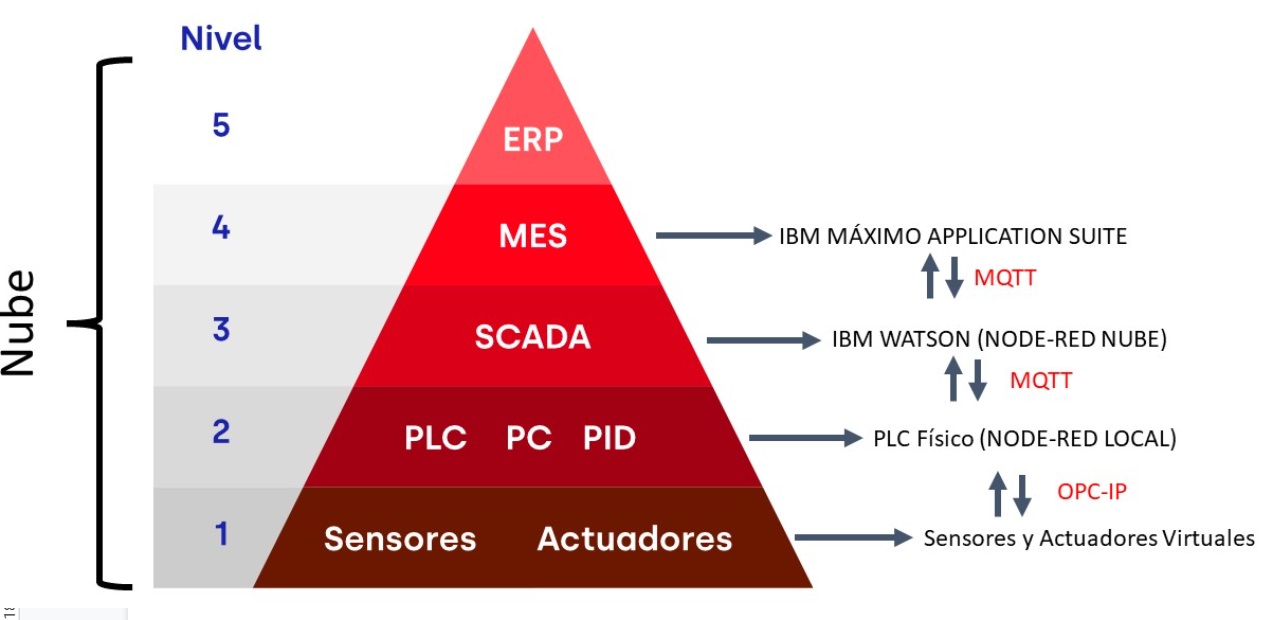 Nivel
Nube
5
ERP
4
MES
IBM MÁXIMO APPLICATION SUITE
MQTT
3
SCADA
IBM WATSON (NODE-RED NUBE)
MQTT
2
PLC PC PID
PLC Físico (NODE-RED LOCAL)
OPC-IP
1
Sensores Actuadores
Sensores y Actuadores Virtuales